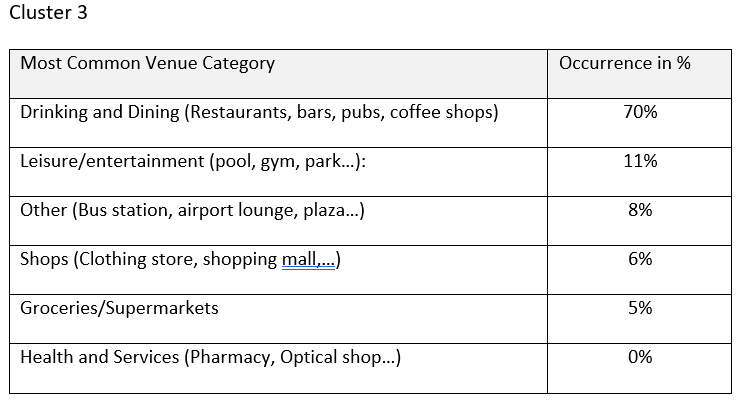 Cluster 3
Most Common Venue Category Occurrence in %
Drinking and Dining (Restaurants, bars, pubs, coffee shops) 70%
Leisure/entertainment (pool, gym, park...): 11%
Other (Bus station, airport lounge, plaza...) 8%
Shops (Clothing store, shopping mall,...) 6%
Groceries/Supermarkets 5%
Health and Services (Pharmacy, Optical shop...) 0%